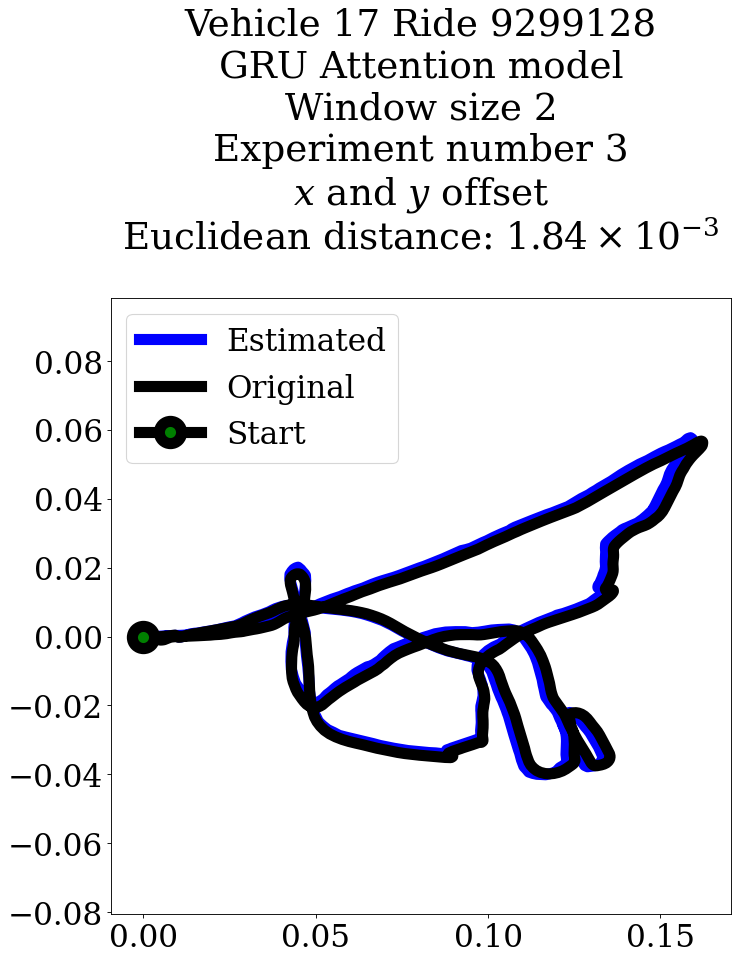 Vehicle 17 Ride 9299128
GRU Attention model
Window size 2
Experiment number 3
x and y offset
Euclidean distance: 1.84 × 10⁻³
Estimated
Original
Start
0.08
0.06
0.04
0.02
0.00
−0.02
−0.04
−0.06
−0.08
0.00 0.05 0.10 0.15